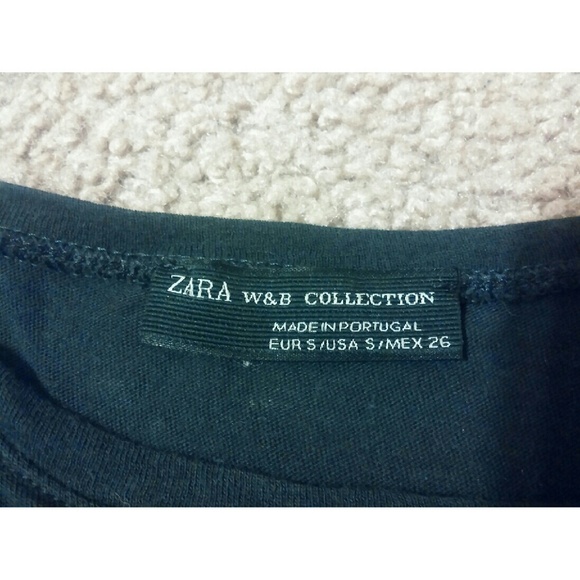 ZARA W&B COLLECTION
MADE IN PORTUGAL
EUR S/USA S/MEX 26